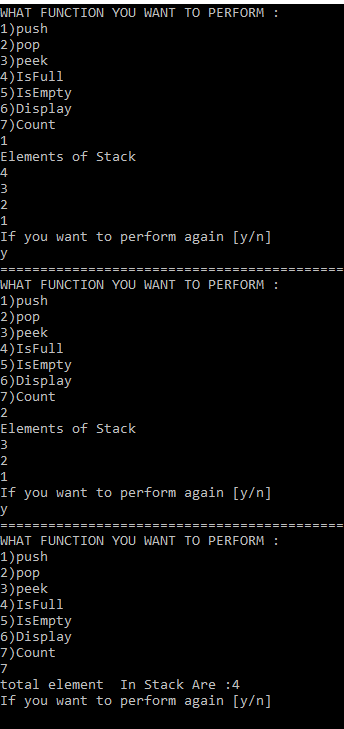 WHAT FUNCTION YOU WANT TO PERFORM :
1)push
2)pop
3)peek
4)IsFull
5)IsEmpty
6)Display
7)Count
1
Elements of Stack
4
3
2
1
If you want to perform again [y/n]
y
===========================================
WHAT FUNCTION YOU WANT TO PERFORM :
1)push
2)pop
3)peek
4)IsFull
5)IsEmpty
6)Display
7)Count
2
Elements of Stack
3
2
1
If you want to perform again [y/n]
y
===========================================
WHAT FUNCTION YOU WANT TO PERFORM :
1)push
2)pop
3)peek
4)IsFull
5)IsEmpty
6)Display
7)Count
7
total element  In Stack Are :4
If you want to perform again [y/n]